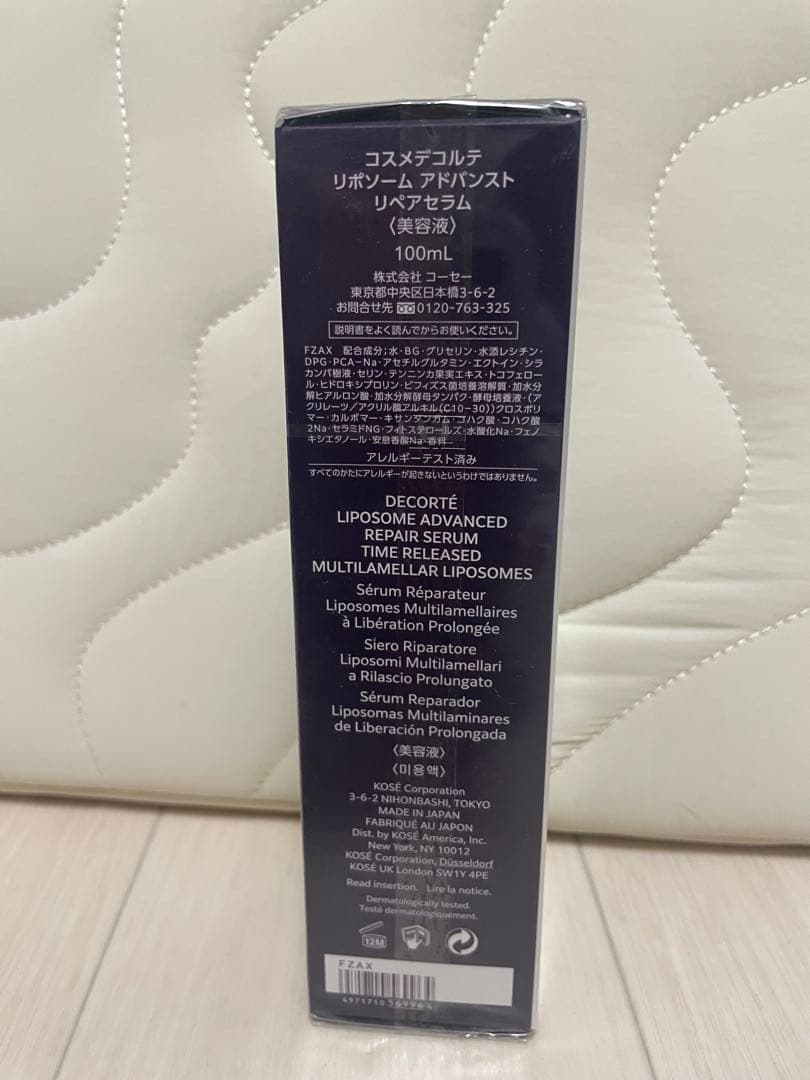 コスメデコルテ
リポソーム アドバンスト
リペアセラム
〈美容液〉
100mL
株式会社 コーセー
東京都中央区日本橋3-6-2
お問合せ先 0120-763-325
説明書をよく読んでからお使いください。
FZAX 配合成分;水・BG・グリセリン・水添レシチン・
DPG・PCA-Na・アセチルグルタミン・エクトイン・シラ
カンバ樹液・セリン・テンニンカ果実エキス・トコフェロ
ール・ヒドロキシプロリン・ビフィズス菌培養溶解質・加水分
解ヒアルロン酸・加水分解酵母タンパク・酵母培養液・(ア
クリレーツ/アクリル酸アルキル(C10-30))クロスポリ
マー・カルボマー・キサンタンガム・コハク酸・コハク酸
2Na・セラミドNG・フィトステロールズ・水酸化Na・フェノ
キシエタノール・安息香酸Na・香料
アレルギーテスト済み
すべてのかたにアレルギーが起きないというわけではありません。
DECORTÉ
LIPOSOME ADVANCED
REPAIR SERUM
TIME RELEASED
MULTILAMELLAR LIPOSOMES
Sérum Réparateur
Liposomes Multilamellaires
à Libération Prolongée
Siero Riparatore
Liposomi Multilamellari
a Rilascio Prolungato
Sérum Reparador
Liposomas Multilaminares
de Liberación Prolongada
〈美容液〉
〈미용액〉
KOSÉ Corporation
3-6-2 NIHONBASHI, TOKYO
MADE IN JAPAN
FABRIQUÉ AU JAPON
Dist. by KOSÉ America, Inc.
New York, NY 10012
KOSÉ Corporation, Düsseldorf
KOSÉ UK London SW1Y 4PE
Read insertion. Lire la notice.
Dermatologically tested.
Testé dermatologiquement.
12M
FZAX
4971710 569964